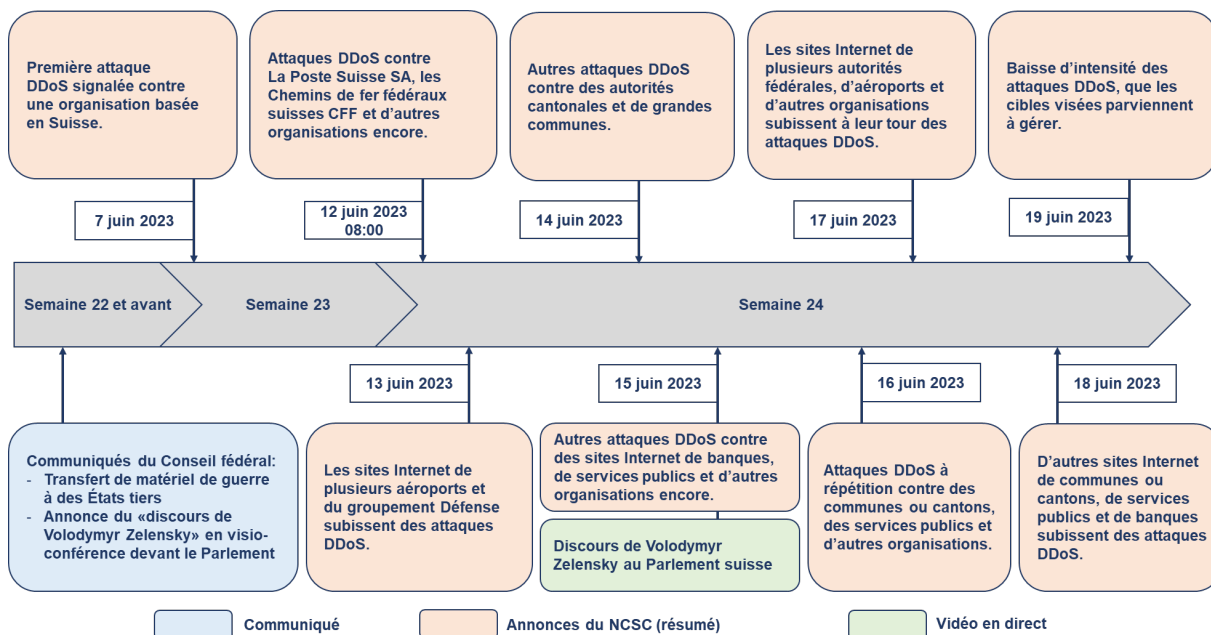 Première attaque
DDoS signalée contre
une organisation basée
en Suisse.
Attaques DDoS contre
La Poste Suisse SA, les
Chemins de fer fédéraux
suisses CFF et d’autres
organisations encore.
Autres attaques DDoS
contre des autorités
cantonales et de grandes
communes.
Les sites Internet de
plusieurs autorités
fédérales, d’aéroports et
d’autres organisations
subissent à leur tour des
attaques DDoS.
Baisse d’intensité des
attaques DDoS, que les
cibles visées parviennent
à gérer.
7 juin 2023
12 juin 2023
08:00
14 juin 2023
17 juin 2023
19 juin 2023
Semaine 22 et avant
Semaine 23
Semaine 24
13 juin 2023
15 juin 2023
16 juin 2023
18 juin 2023
Communiqués du Conseil fédéral:
- Transfert de matériel de guerre
à des États tiers
- Annonce du «discours de
Volodymyr Zelensky» en visio-
conférence devant le Parlement
Les sites Internet de
plusieurs aéroports et
du groupement Défense
subissent des attaques
DDoS.
Autres attaques DDoS contre
des sites Internet de banques,
de services publics et d’autres
organisations encore.
Discours de Volodymyr
Zelensky au Parlement suisse
Attaques DDoS à
répétition contre des
communes ou cantons,
des services publics et
d’autres organisations.
D’autres sites Internet
de communes ou
cantons, de services
publics et de banques
subissent des attaques
DDoS.
Communiqué
Annonces du NCSC (résumé)
Vidéo en direct